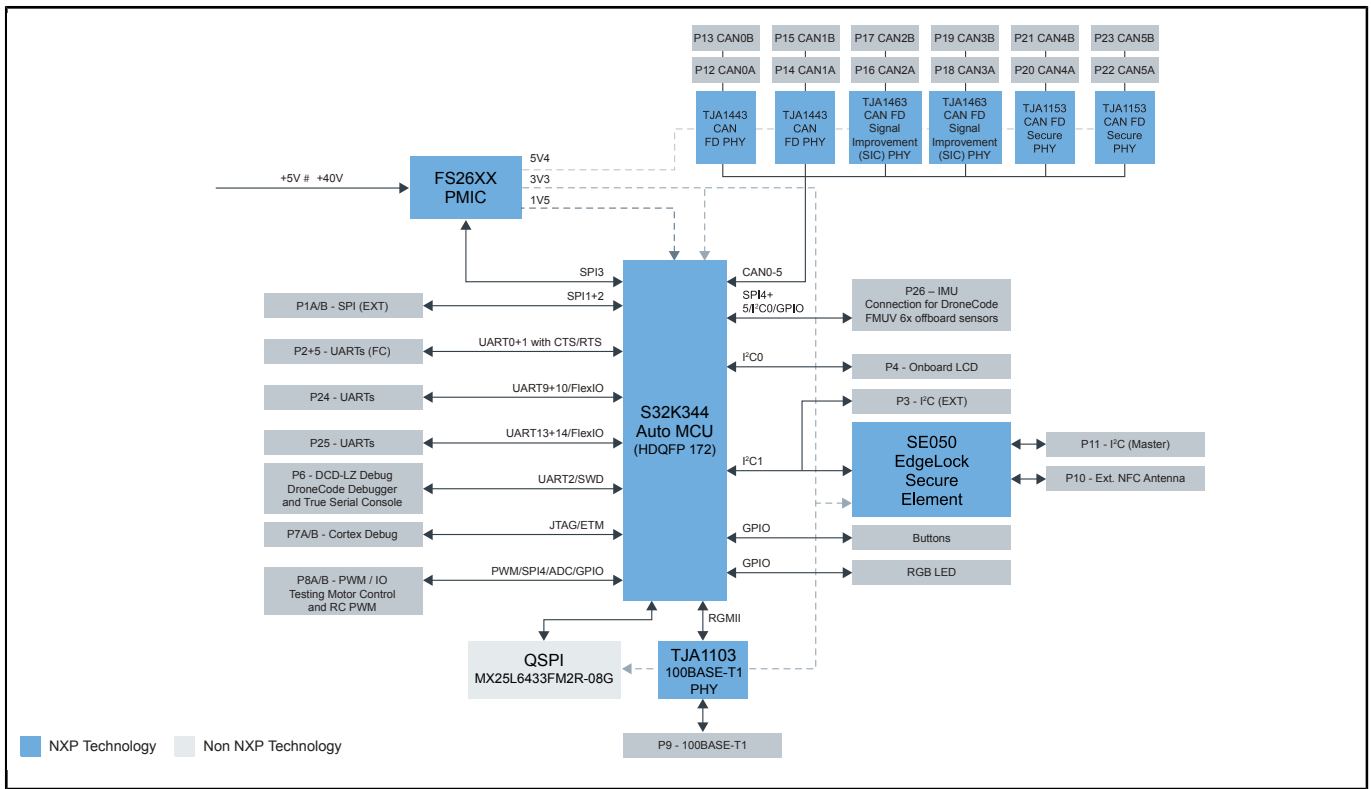 P13 CAN0B
P15 CAN1B
P17 CAN2B
P19 CAN3B
P21 CAN4B
P23 CAN5B
P12 CAN0A
P14 CAN1A
P16 CAN2A
P18 CAN3A
P20 CAN4A
P22 CAN5A
TJA1443
CAN
FD PHY
TJA1443
CAN
FD PHY
TJA1463
CAN FD
Signal
Improvement
(SIC) PHY
TJA1463
CAN FD
Signal
Improvement
(SIC) PHY
TJA1153
CAN FD
Secure
PHY
TJA1153
CAN FD
Secure
PHY
+5V # +40V
FS26XX
PMIC
5V4
3V3
1V5
SPI3
SPI1+2
UART0+1 with CTS/RTS
UART9+10/FlexIO
UART13+14/FlexIO
UART2/SWD
JTAG/ETM
PWM/SPI4/ADC/GPIO
P1A/B - SPI (EXT)
P2+5 - UARTs (FC)
P24 - UARTs
P25 - UARTs
P6 - DCD-LZ Debug
DroneCode Debugger
and True Serial Console
P7A/B - Cortex Debug
P8A/B - PWM / IO
Testing Motor Control
and RC PWM
S32K344
Auto MCU
(HDQFP 172)
CAN0-5
SPI4+
5/I²C0/GPIO
I²C0
I²C1
GPIO
GPIO
P26 – IMU
Connection for DroneCode
FMUV 6x offboard sensors
P4 - Onboard LCD
P3 - I²C (EXT)
SE050
EdgeLock
Secure
Element
P11 - I²C (Master)
P10 - Ext. NFC Antenna
Buttons
RGB LED
RGMII
QSPI
MX25L6433FM2R-08G
TJA1103
100BASE-T1
PHY
P9 - 100BASE-T1
NXP Technology
Non NXP Technology